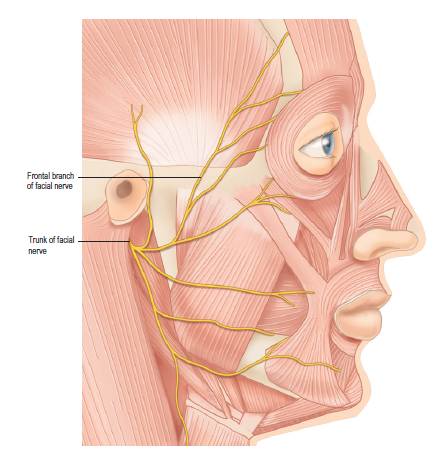 Frontal branch
of facial nerve
Trunk of facial
nerve